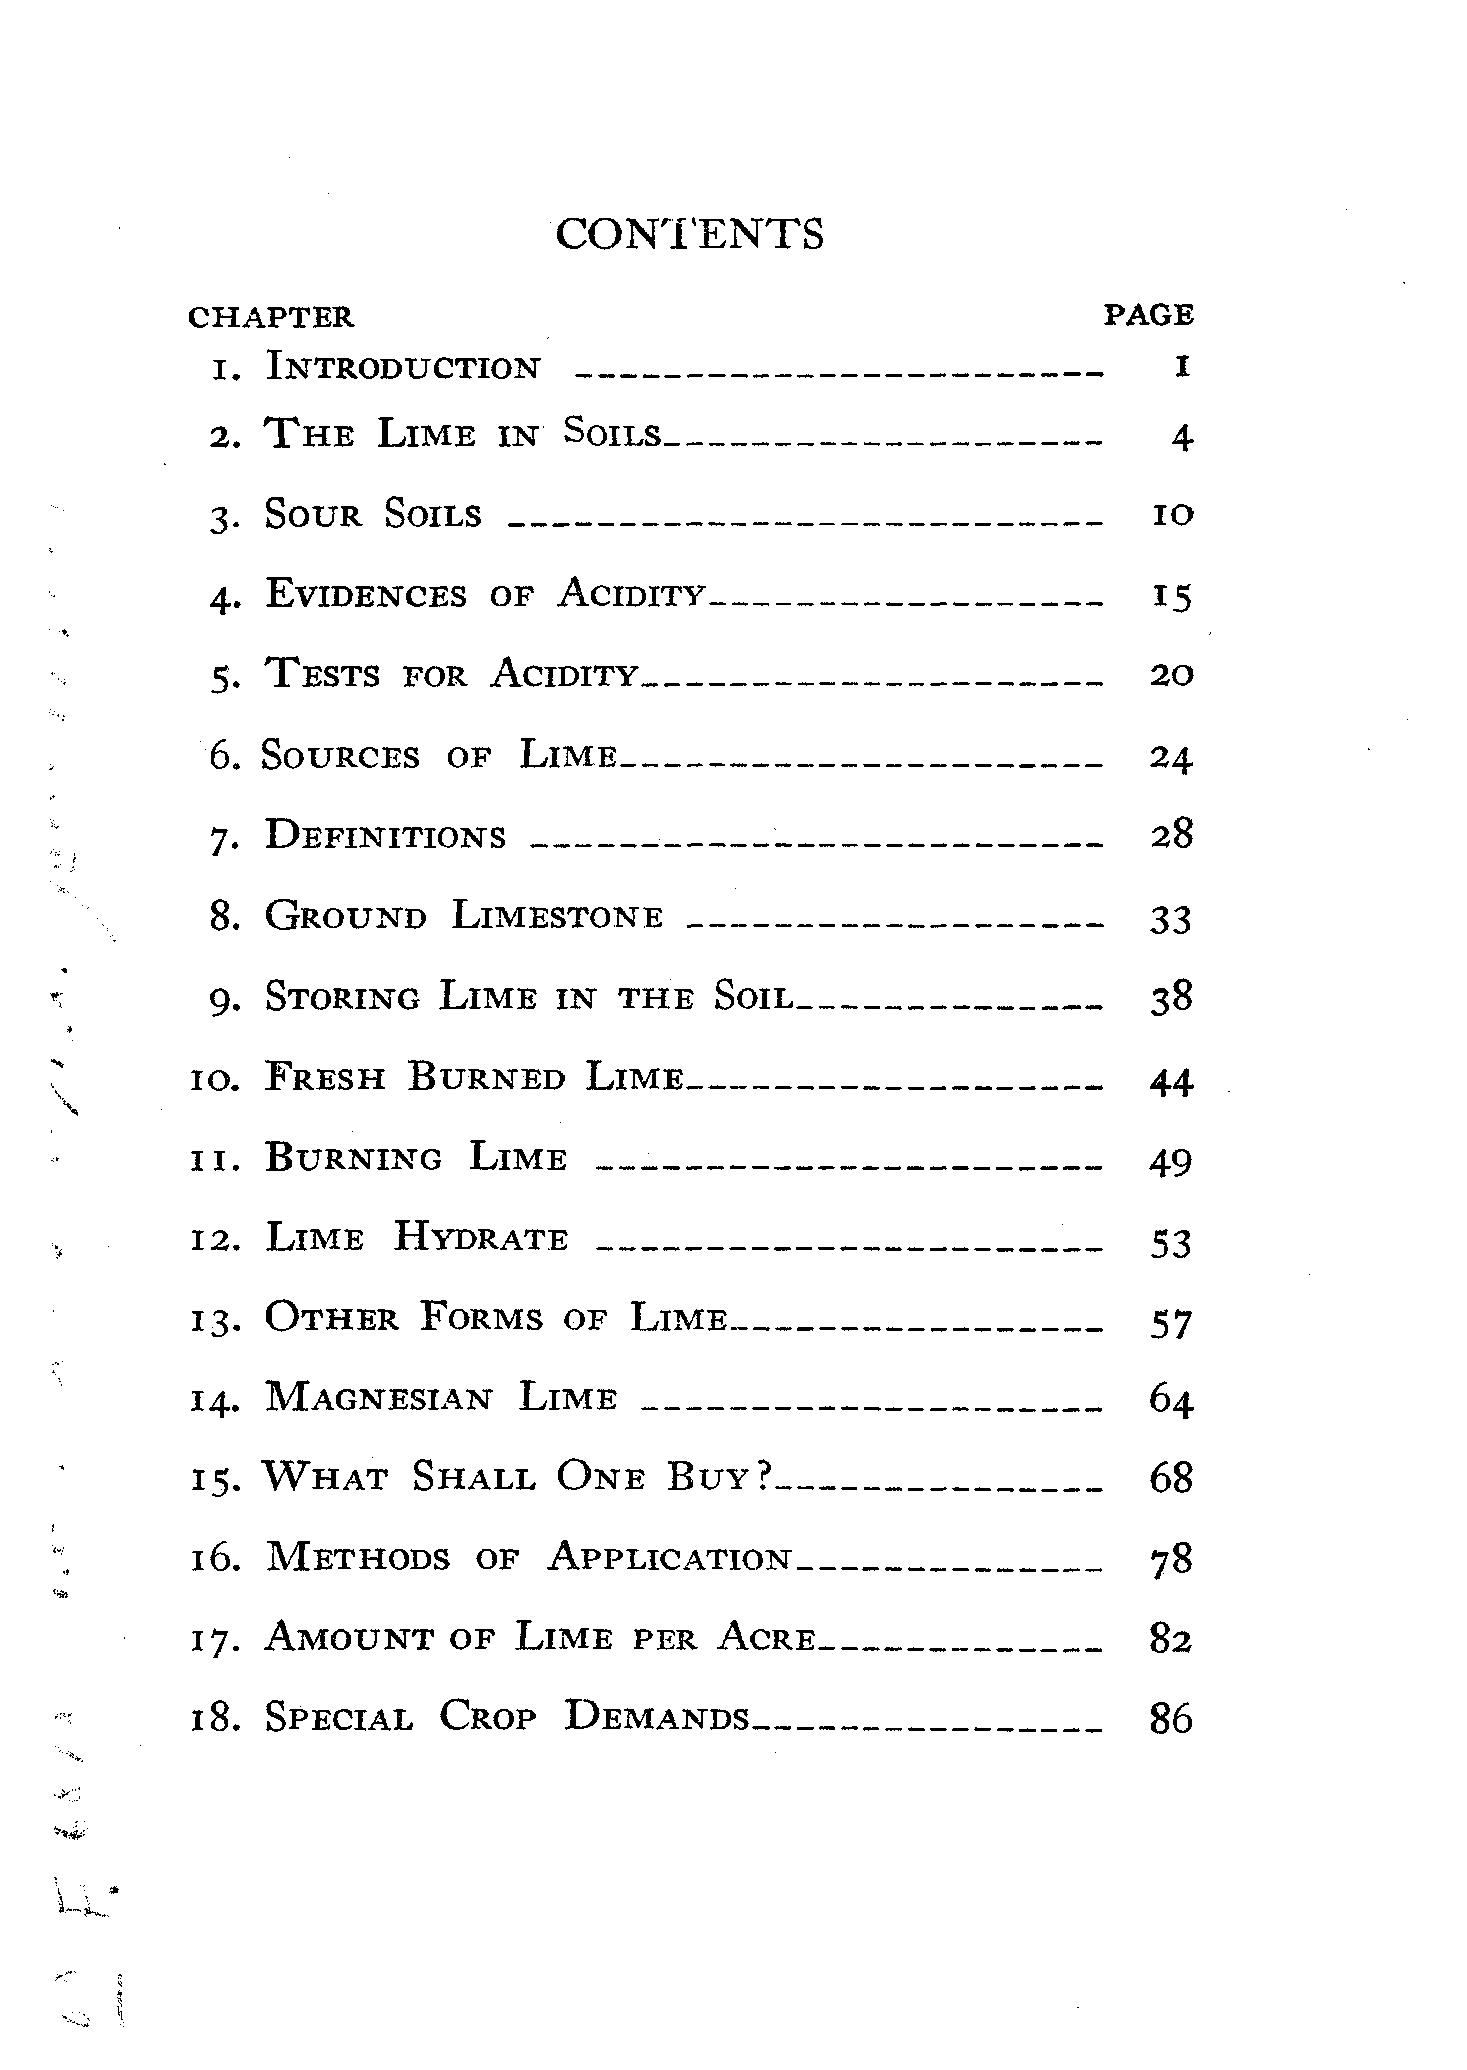 CONTENTS
CHAPTER PAGE
1. INTRODUCTION ------------------------ 1
2. THE LIME IN SOILS-------------------- 4
3. SOUR SOILS --------------------------- 10
4. EVIDENCES OF ACIDITY------------------ 15
5. TESTS FOR ACIDITY--------------------- 20
6. SOURCES OF LIME---------------------- 24
7. DEFINITIONS -------------------------- 28
8. GROUND LIMESTONE ------------------- 33
9. STORING LIME IN THE SOIL-------------- 38
10. FRESH BURNED LIME------------------- 44
11. BURNING LIME ----------------------- 49
12. LIME HYDRATE ----------------------- 53
13. OTHER FORMS OF LIME----------------- 57
14. MAGNESIAN LIME --------------------- 64
15. WHAT SHALL ONE BUY?--------------- 68
16. METHODS OF APPLICATION-------------- 78
17. AMOUNT OF LIME PER ACRE------------- 82
18. SPECIAL CROP DEMANDS---------------- 86